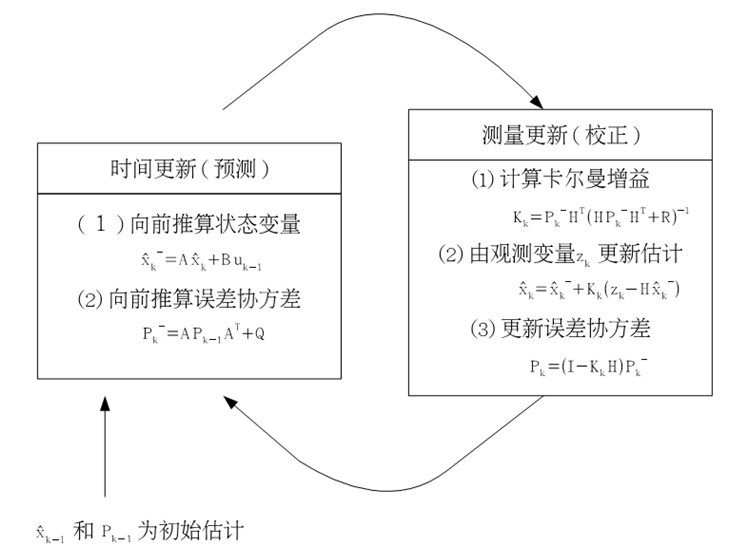 时间更新(预测)
(1)向前推算状态变量
x̂ₖ⁻=Ax̂ₖ+Buₖ₋₁
(2)向前推算误差协方差
Pₖ⁻=APₖ₋₁Aᵀ+Q
测量更新(校正)
(1)计算卡尔曼增益
Kₖ=Pₖ⁻Hᵀ(HPₖ⁻Hᵀ+R)⁻¹
(2)由观测变量zₖ 更新估计
x̂ₖ=x̂ₖ⁻+Kₖ(zₖ−Hx̂ₖ⁻)
(3)更新误差协方差
Pₖ=(I−KₖH)Pₖ⁻
x̂ₖ₋₁ 和 Pₖ₋₁ 为初始估计